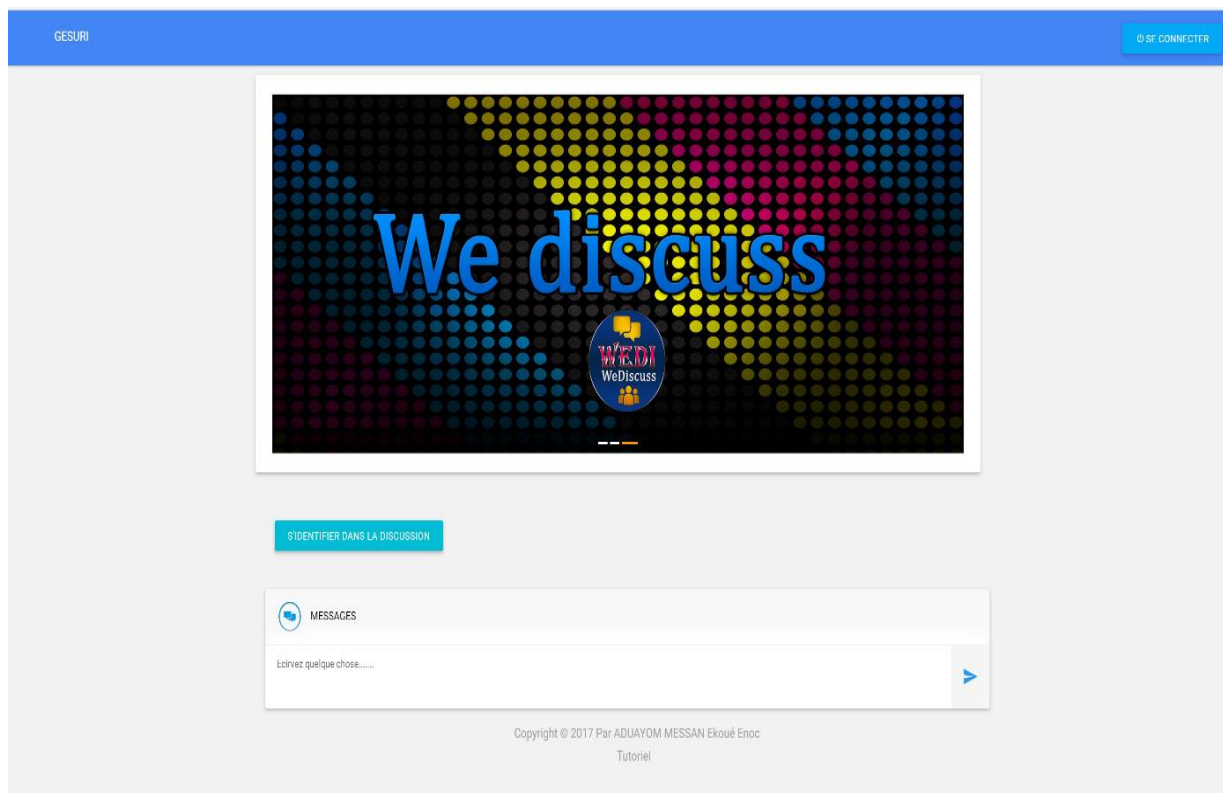 GESURI
SE CONNECTER
We discuss
WEDI
WeDiscuss
S'IDENTIFIER DANS LA DISCUSSION
MESSAGES
Ecirvez quelque chose.......
Copyright © 2017 Par ADUAYOM MESSAN Ekoué Enoc
Tutoriel